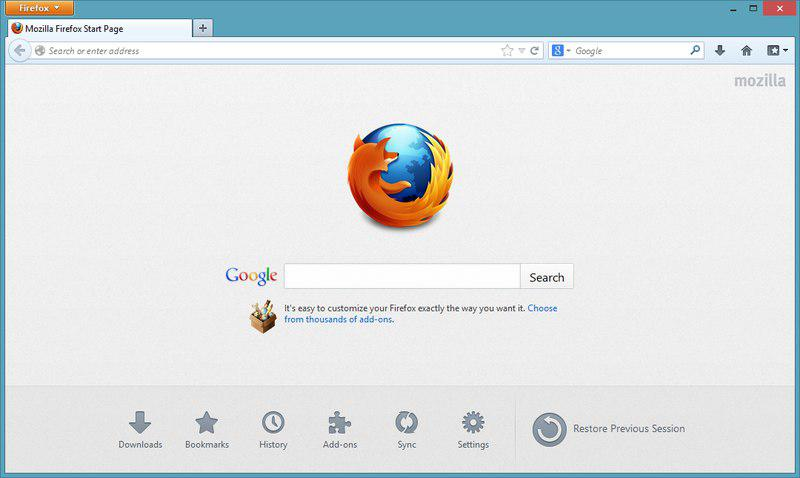 Firefox
Mozilla Firefox Start Page
Search or enter address
Google
mozilla
Google
Search
It's easy to customize your Firefox exactly the way you want it. Choose
from thousands of add-ons.
Downloads
Bookmarks
History
Add-ons
Sync
Settings
Restore Previous Session